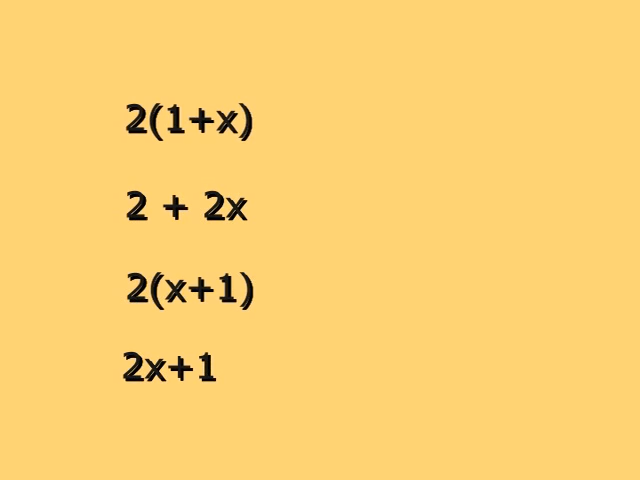 2(1+x)
2 + 2x
2(x+1)
2x+1